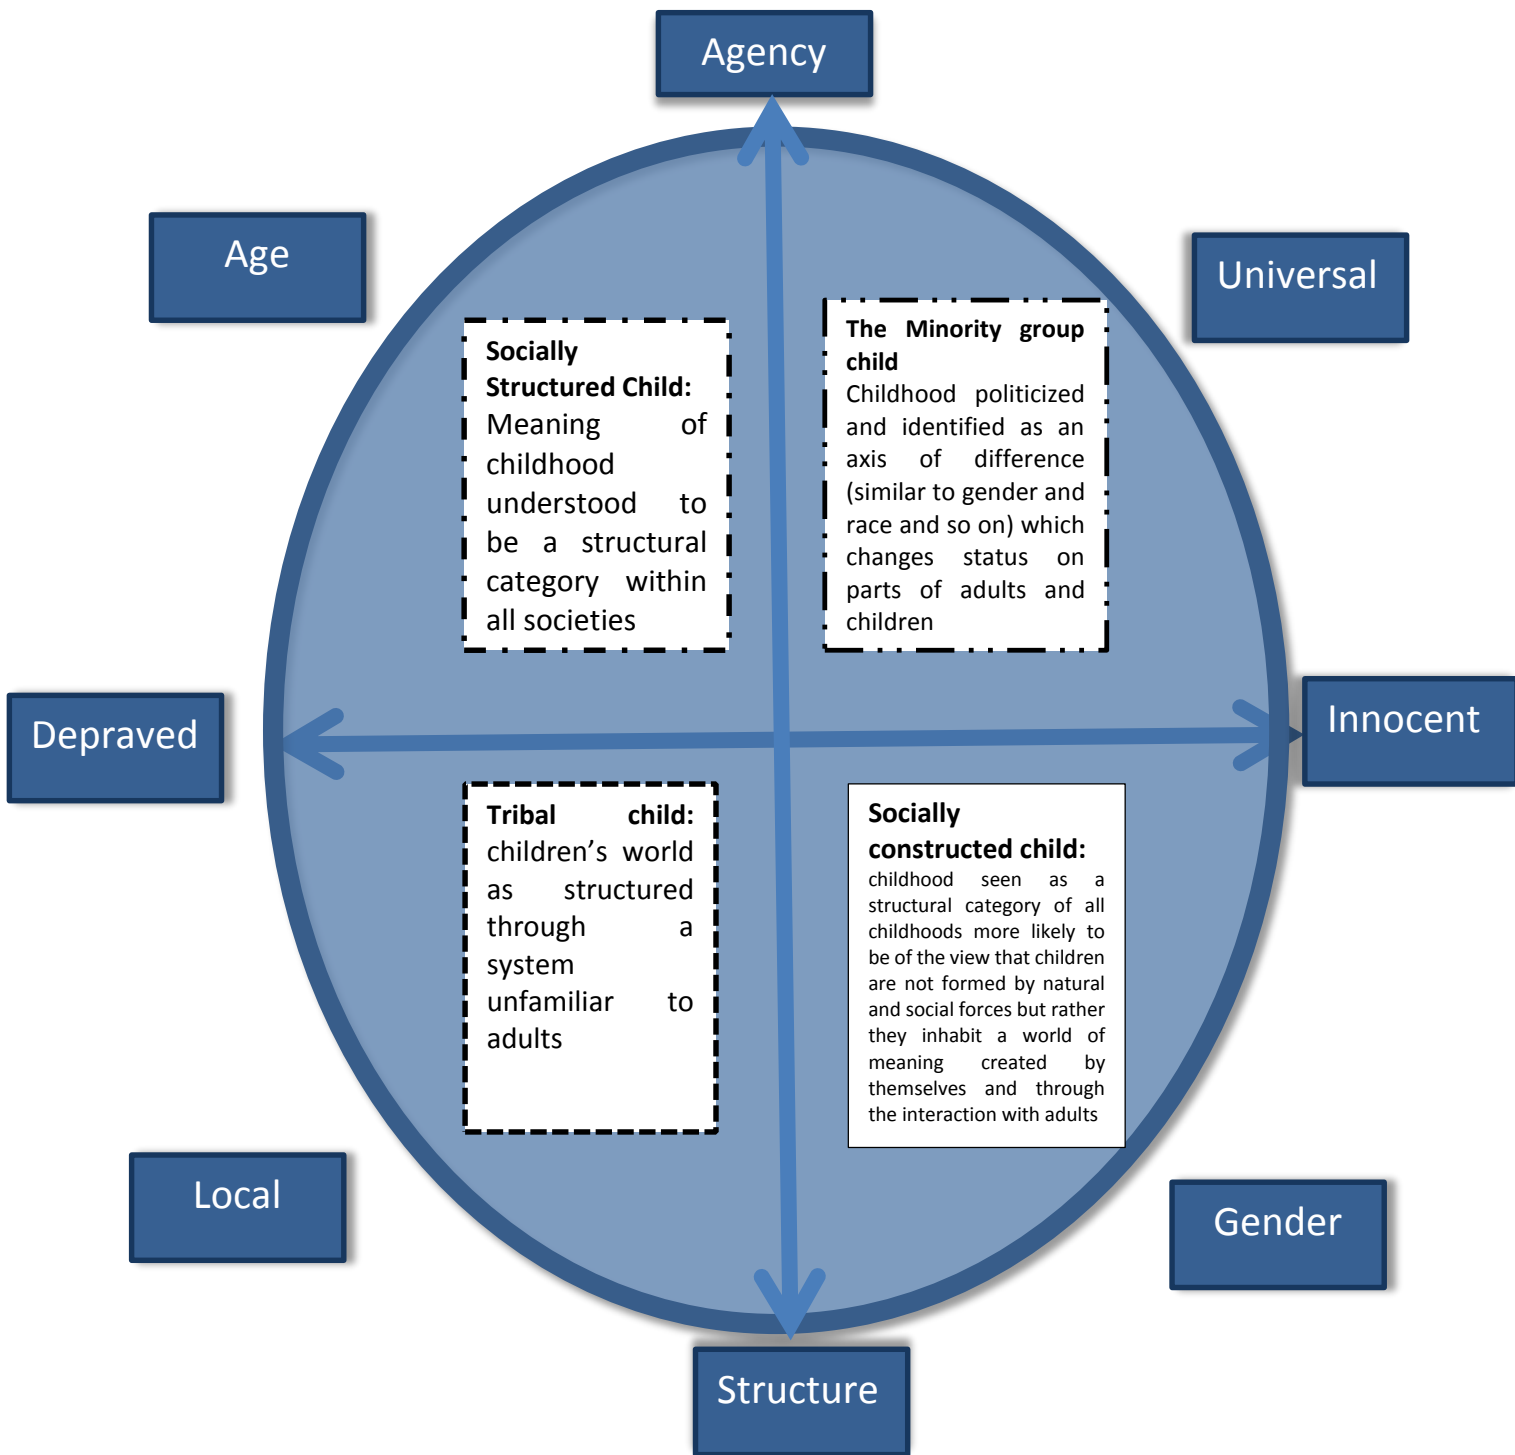 Agency
Age
Universal
Socially
Structured Child:
Meaning of
childhood
understood to
be a structural
category within
all societies
The Minority group
child
Childhood politicized
and identified as an
axis of difference
(similar to gender and
race and so on) which
changes status on
parts of adults and
children
Depraved
Innocent
Tribal child:
children’s world
as structured
through a
system
unfamiliar to
adults
Socially
constructed child:
childhood seen as a
structural category of all
childhoods more likely to
be of the view that children
are not formed by natural
and social forces but rather
they inhabit a world of
meaning created by
themselves and through
the interaction with adults
Local
Gender
Structure